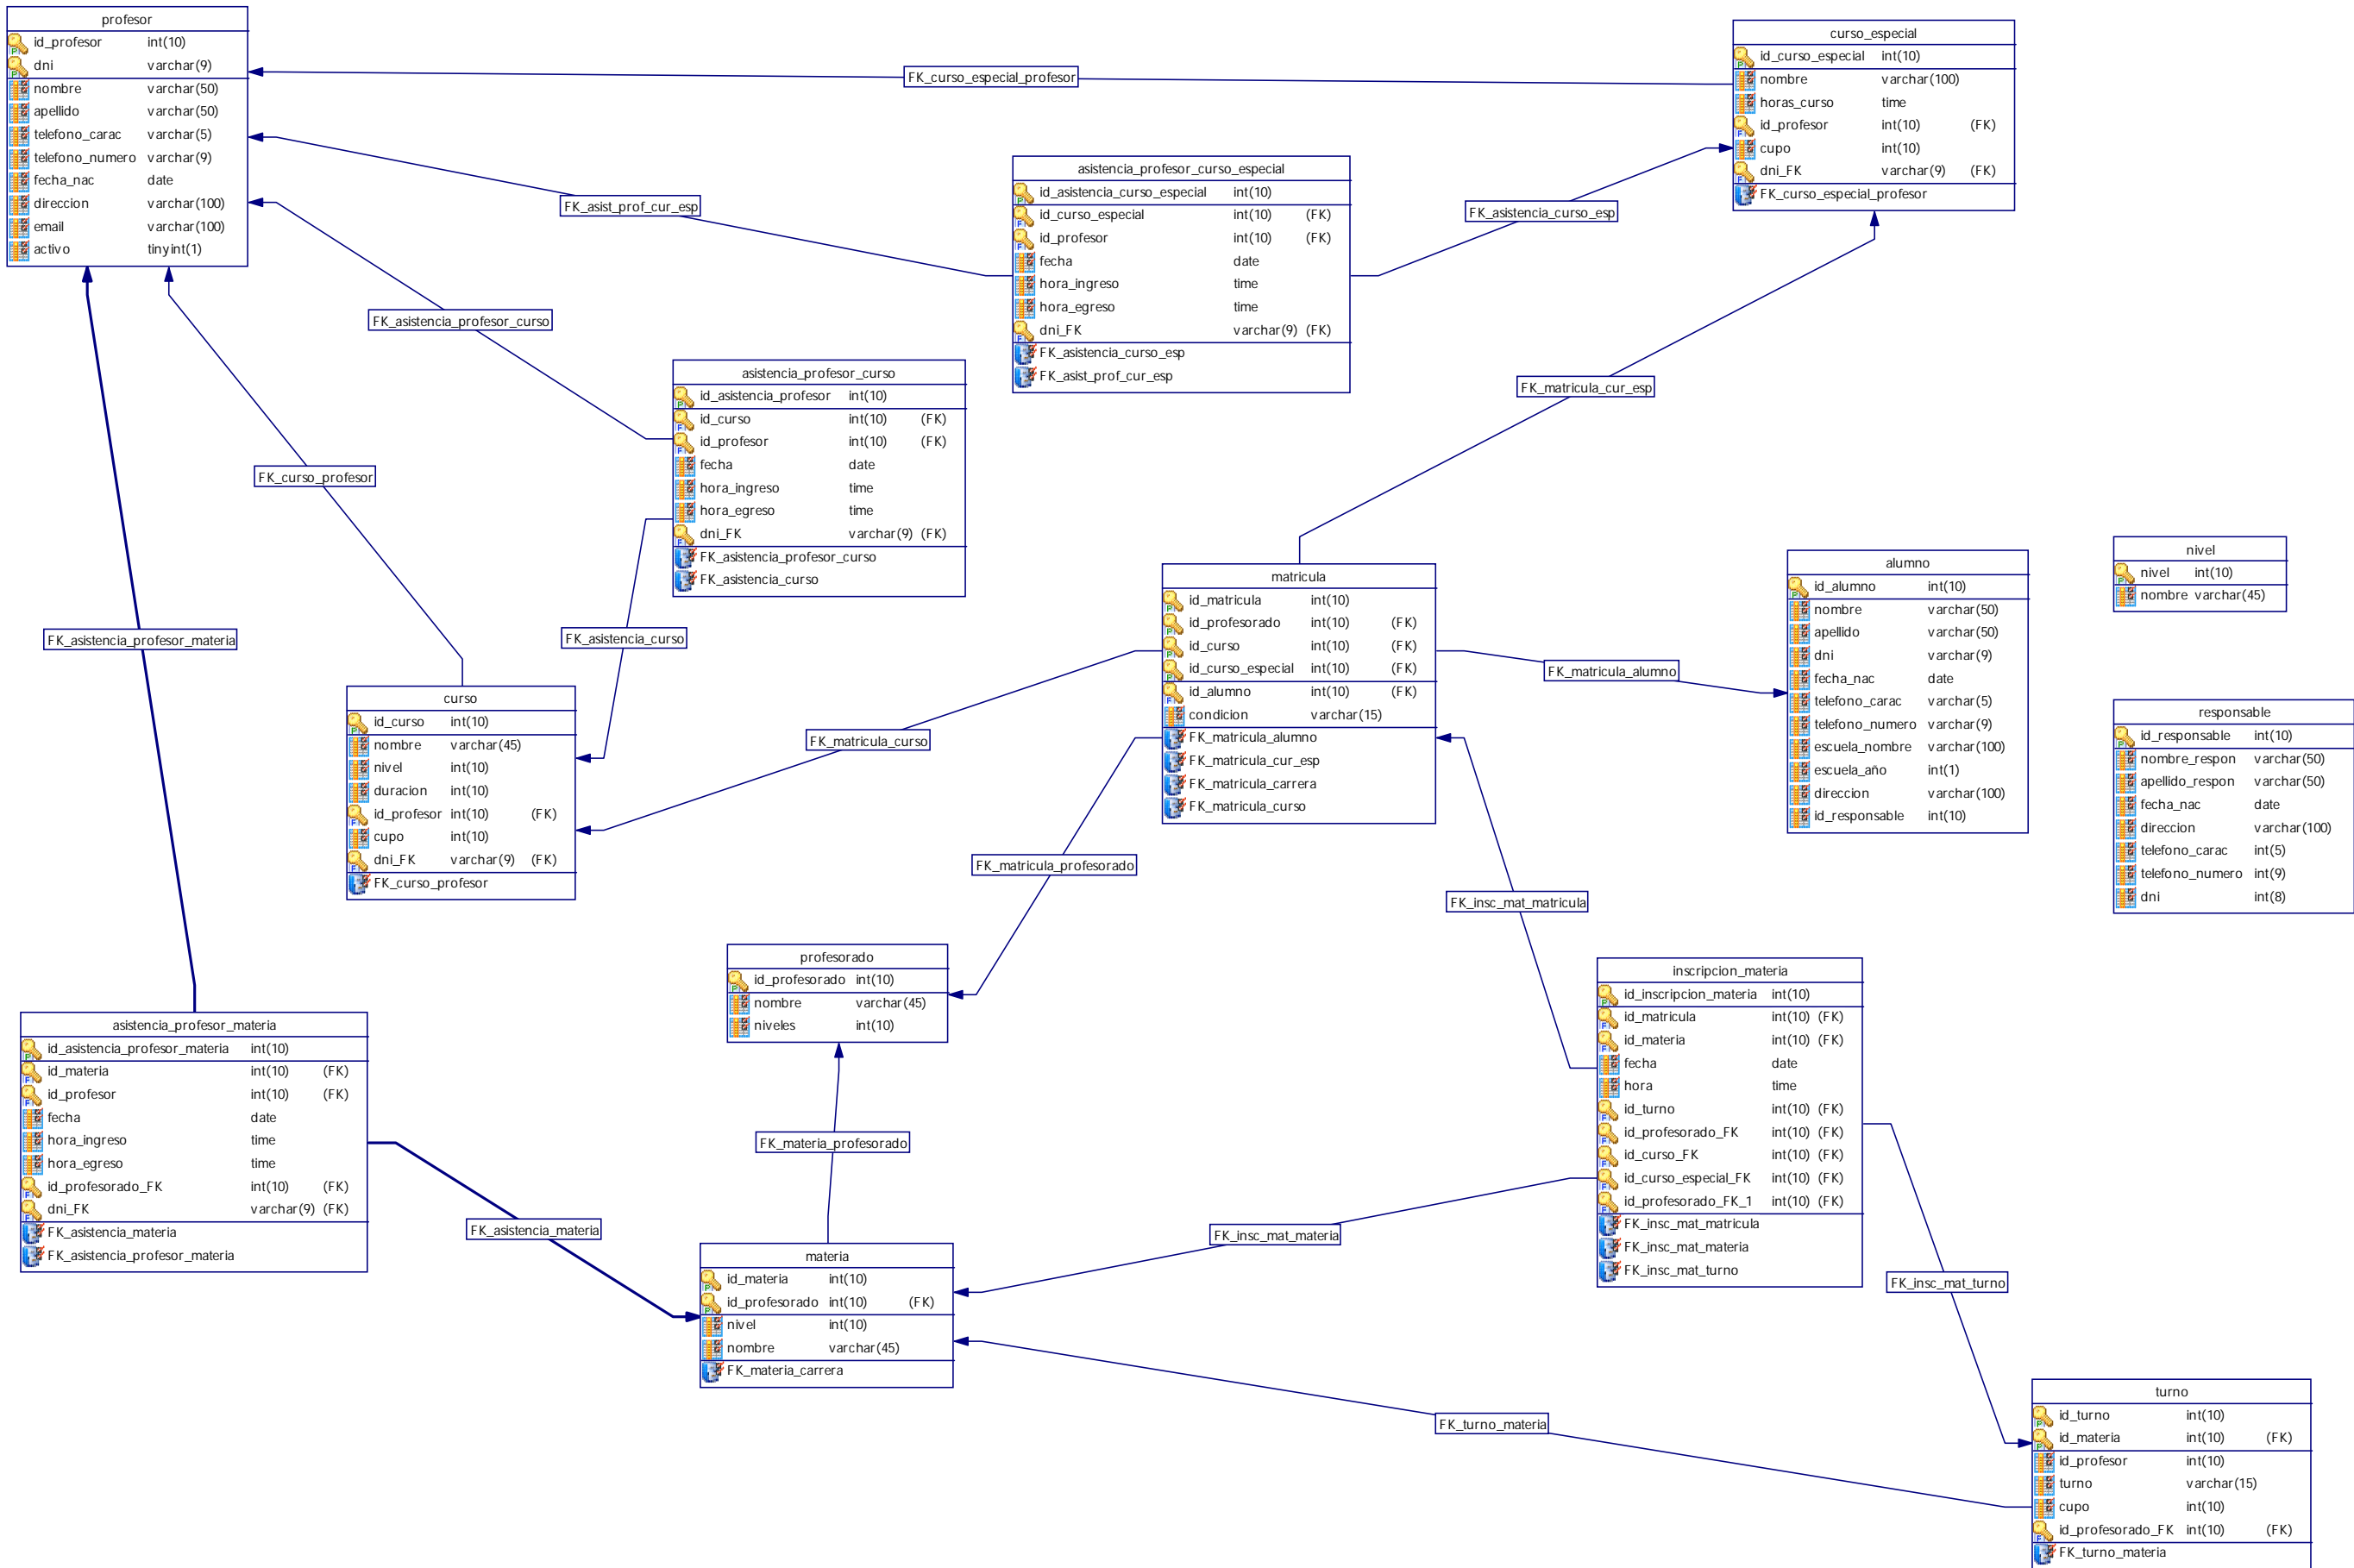 profesor
id_profesor int(10)
dni varchar(9)
nombre varchar(50)
apellido varchar(50)
telefono_carac varchar(5)
telefono_numero varchar(9)
fecha_nac date
direccion varchar(100)
email varchar(100)
activo tinyint(1)
FK_curso_especial_profesor
curso_especial
id_curso_especial int(10)
nombre varchar(100)
horas_curso time
id_profesor int(10) (FK)
cupo int(10)
dni_FK varchar(9) (FK)
FK_curso_especial_profesor
FK_asist_prof_cur_esp
asistencia_profesor_curso_especial
id_asistencia_curso_especial int(10)
id_curso_especial int(10) (FK)
id_profesor int(10) (FK)
fecha date
hora_ingreso time
hora_egreso time
dni_FK varchar(9) (FK)
FK_asistencia_curso_esp
FK_asist_prof_cur_esp
FK_asistencia_curso_esp
FK_asistencia_profesor_curso
asistencia_profesor_curso
id_asistencia_profesor int(10)
id_curso int(10) (FK)
id_profesor int(10) (FK)
fecha date
hora_ingreso time
hora_egreso time
dni_FK varchar(9) (FK)
FK_asistencia_profesor_curso
FK_asistencia_curso
FK_matricula_cur_esp
FK_curso_profesor
FK_asistencia_profesor_materia
FK_asistencia_curso
curso
id_curso int(10)
nombre varchar(45)
nivel int(10)
duracion int(10)
id_profesor int(10) (FK)
cupo int(10)
dni_FK varchar(9) (FK)
FK_curso_profesor
FK_matricula_curso
matricula
id_matricula int(10)
id_profesorado int(10) (FK)
id_curso int(10) (FK)
id_curso_especial int(10) (FK)
id_alumno int(10) (FK)
condicion varchar(15)
FK_matricula_alumno
FK_matricula_cur_esp
FK_matricula_carrera
FK_matricula_curso
FK_matricula_alumno
alumno
id_alumno int(10)
nombre varchar(50)
apellido varchar(50)
dni varchar(9)
fecha_nac date
telefono_carac varchar(5)
telefono_numero varchar(9)
escuela_nombre varchar(100)
escuela_año int(1)
direccion varchar(100)
id_responsable int(10)
nivel
nivel int(10)
nombre varchar(45)
responsable
id_responsable int(10)
nombre_respon varchar(50)
apellido_respon varchar(50)
fecha_nac date
direccion varchar(100)
telefono_carac int(5)
telefono_numero int(9)
dni int(8)
FK_matricula_profesorado
FK_insc_mat_matricula
profesorado
id_profesorado int(10)
nombre varchar(45)
niveles int(10)
inscripcion_materia
id_inscripcion_materia int(10)
id_matricula int(10) (FK)
id_materia int(10) (FK)
fecha date
hora time
id_turno int(10) (FK)
id_profesorado_FK int(10) (FK)
id_curso_FK int(10) (FK)
id_curso_especial_FK int(10) (FK)
id_profesorado_FK_1 int(10) (FK)
FK_insc_mat_matricula
FK_insc_mat_materia
FK_insc_mat_turno
asistencia_profesor_materia
id_asistencia_profesor_materia int(10)
id_materia int(10) (FK)
id_profesor int(10) (FK)
fecha date
hora_ingreso time
hora_egreso time
id_profesorado_FK int(10) (FK)
dni_FK varchar(9) (FK)
FK_asistencia_materia
FK_asistencia_profesor_materia
FK_materia_profesorado
FK_asistencia_materia
FK_insc_mat_materia
FK_insc_mat_turno
materia
id_materia int(10)
id_profesorado int(10) (FK)
nivel int(10)
nombre varchar(45)
FK_materia_carrera
FK_turno_materia
turno
id_turno int(10)
id_materia int(10) (FK)
id_profesor int(10)
turno varchar(15)
cupo int(10)
id_profesorado_FK int(10) (FK)
FK_turno_materia